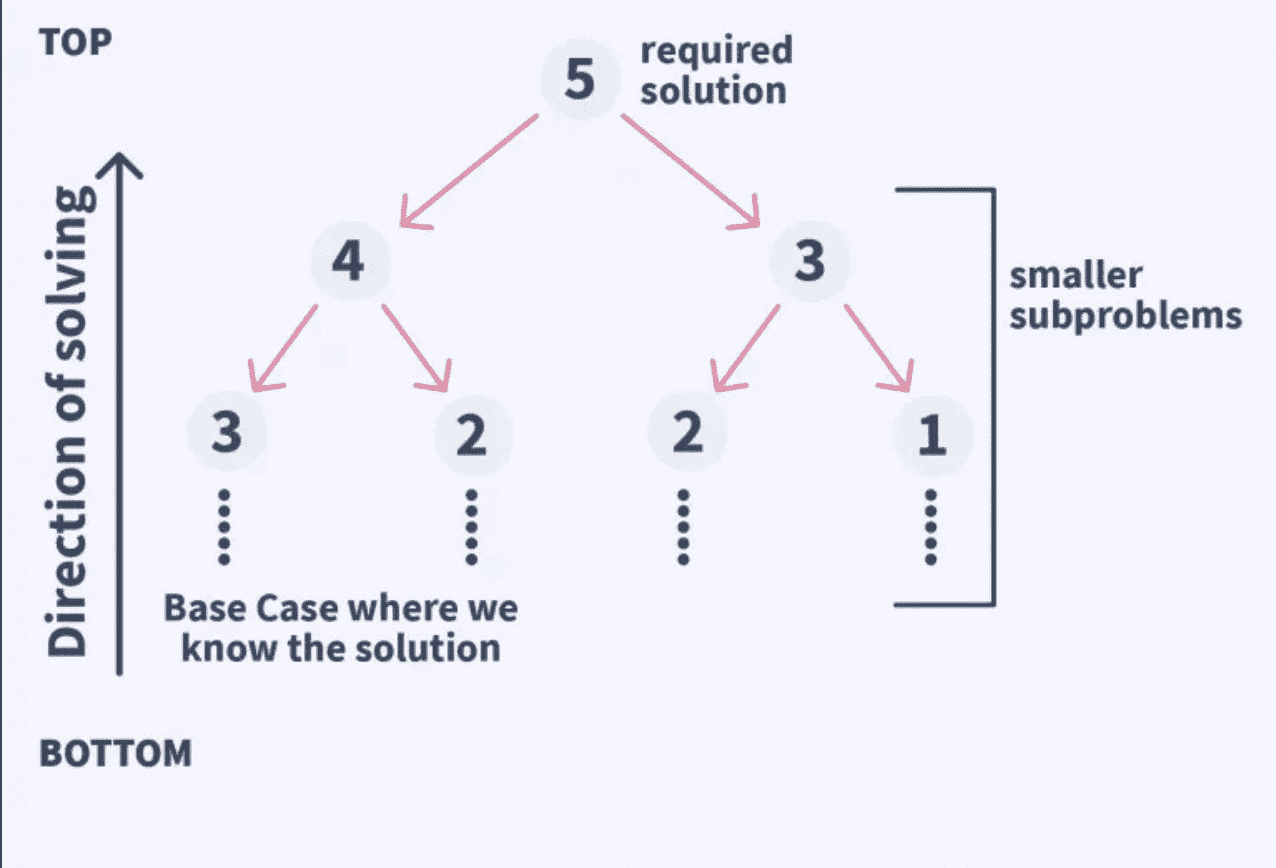 TOP
5
required
solution
4
3
smaller
subproblems
3
2
2
1
Direction of solving
Base Case where we
know the solution
BOTTOM